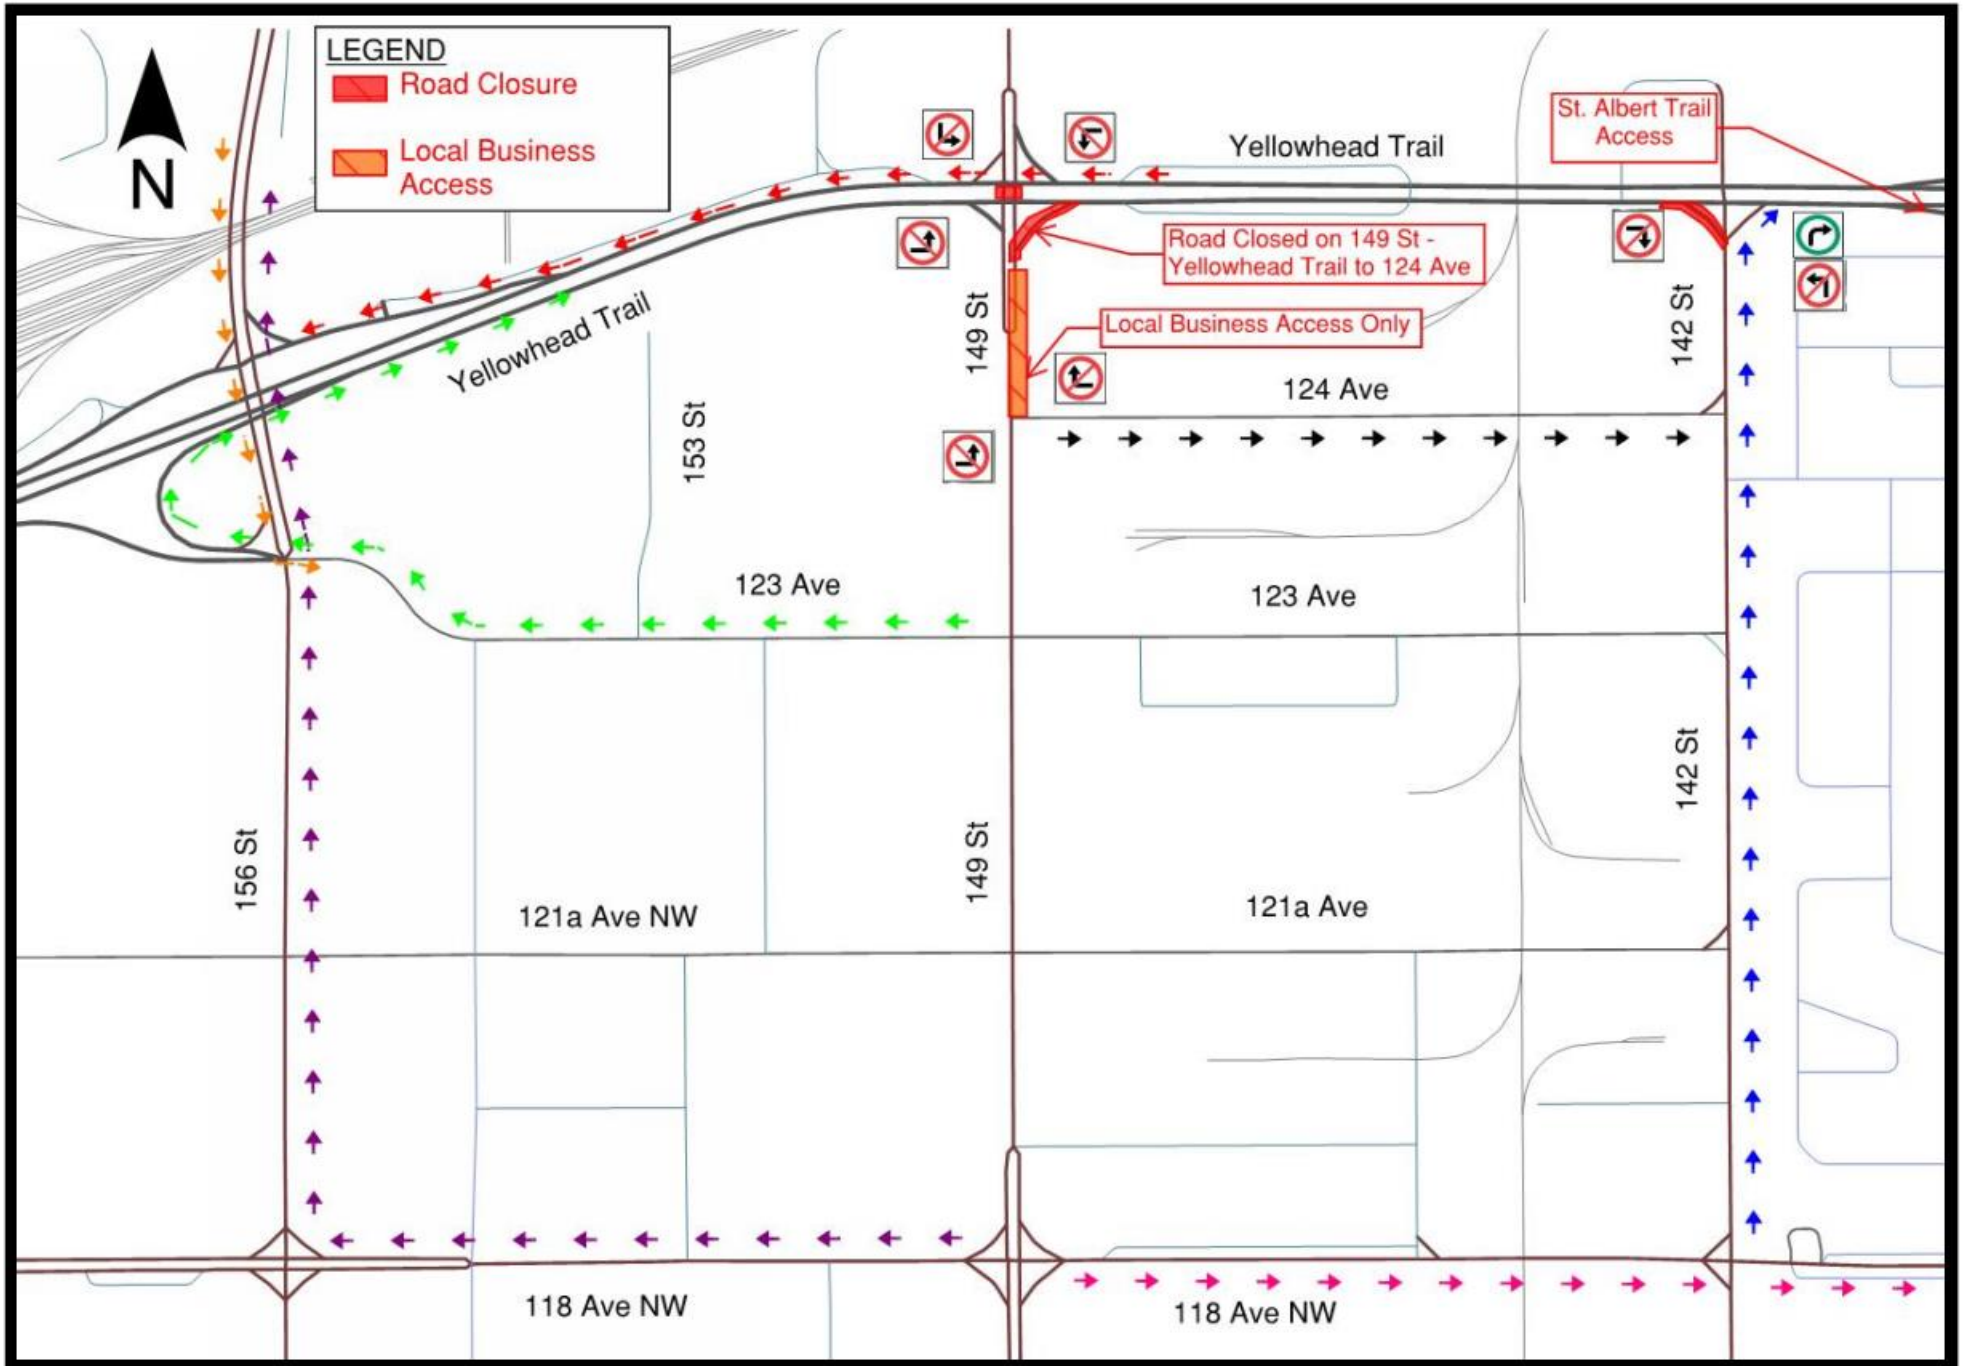 LEGEND
Road Closure
Local Business
Access
N
St. Albert Trail
Access
Yellowhead Trail
Road Closed on 149 St -
Yellowhead Trail to 124 Ave
149 St
Local Business Access Only
142 St
Yellowhead Trail
124 Ave
153 St
123 Ave
123 Ave
142 St
156 St
149 St
121a Ave NW
121a Ave
118 Ave NW
118 Ave NW